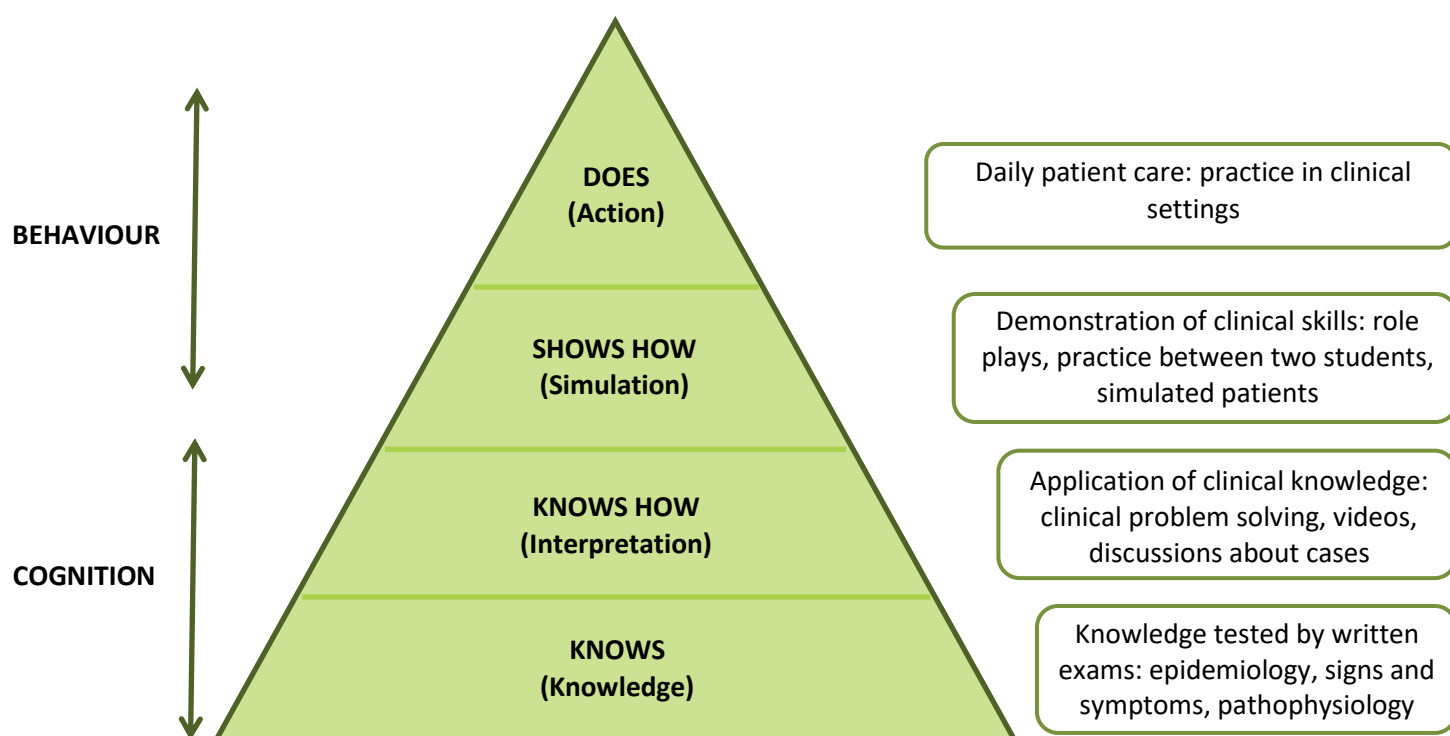 DOES
(Action)
Daily patient care: practice in clinical
settings
BEHAVIOUR
SHOWS HOW
(Simulation)
Demonstration of clinical skills: role
plays, practice between two students,
simulated patients
KNOWS HOW
(Interpretation)
Application of clinical knowledge:
clinical problem solving, videos,
discussions about cases
COGNITION
KNOWS
(Knowledge)
Knowledge tested by written
exams: epidemiology, signs and
symptoms, pathophysiology